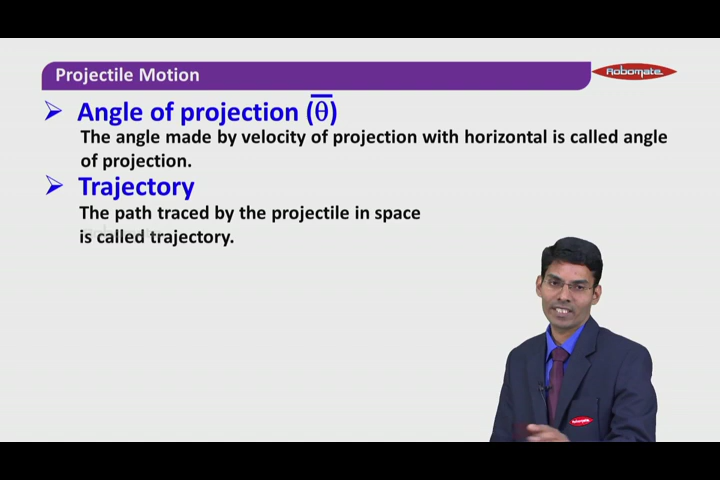 Projectile Motion
Robomate
Angle of projection (θ̅)
The angle made by velocity of projection with horizontal is called angle
of projection.
Trajectory
The path traced by the projectile in space
is called trajectory.
Robomate